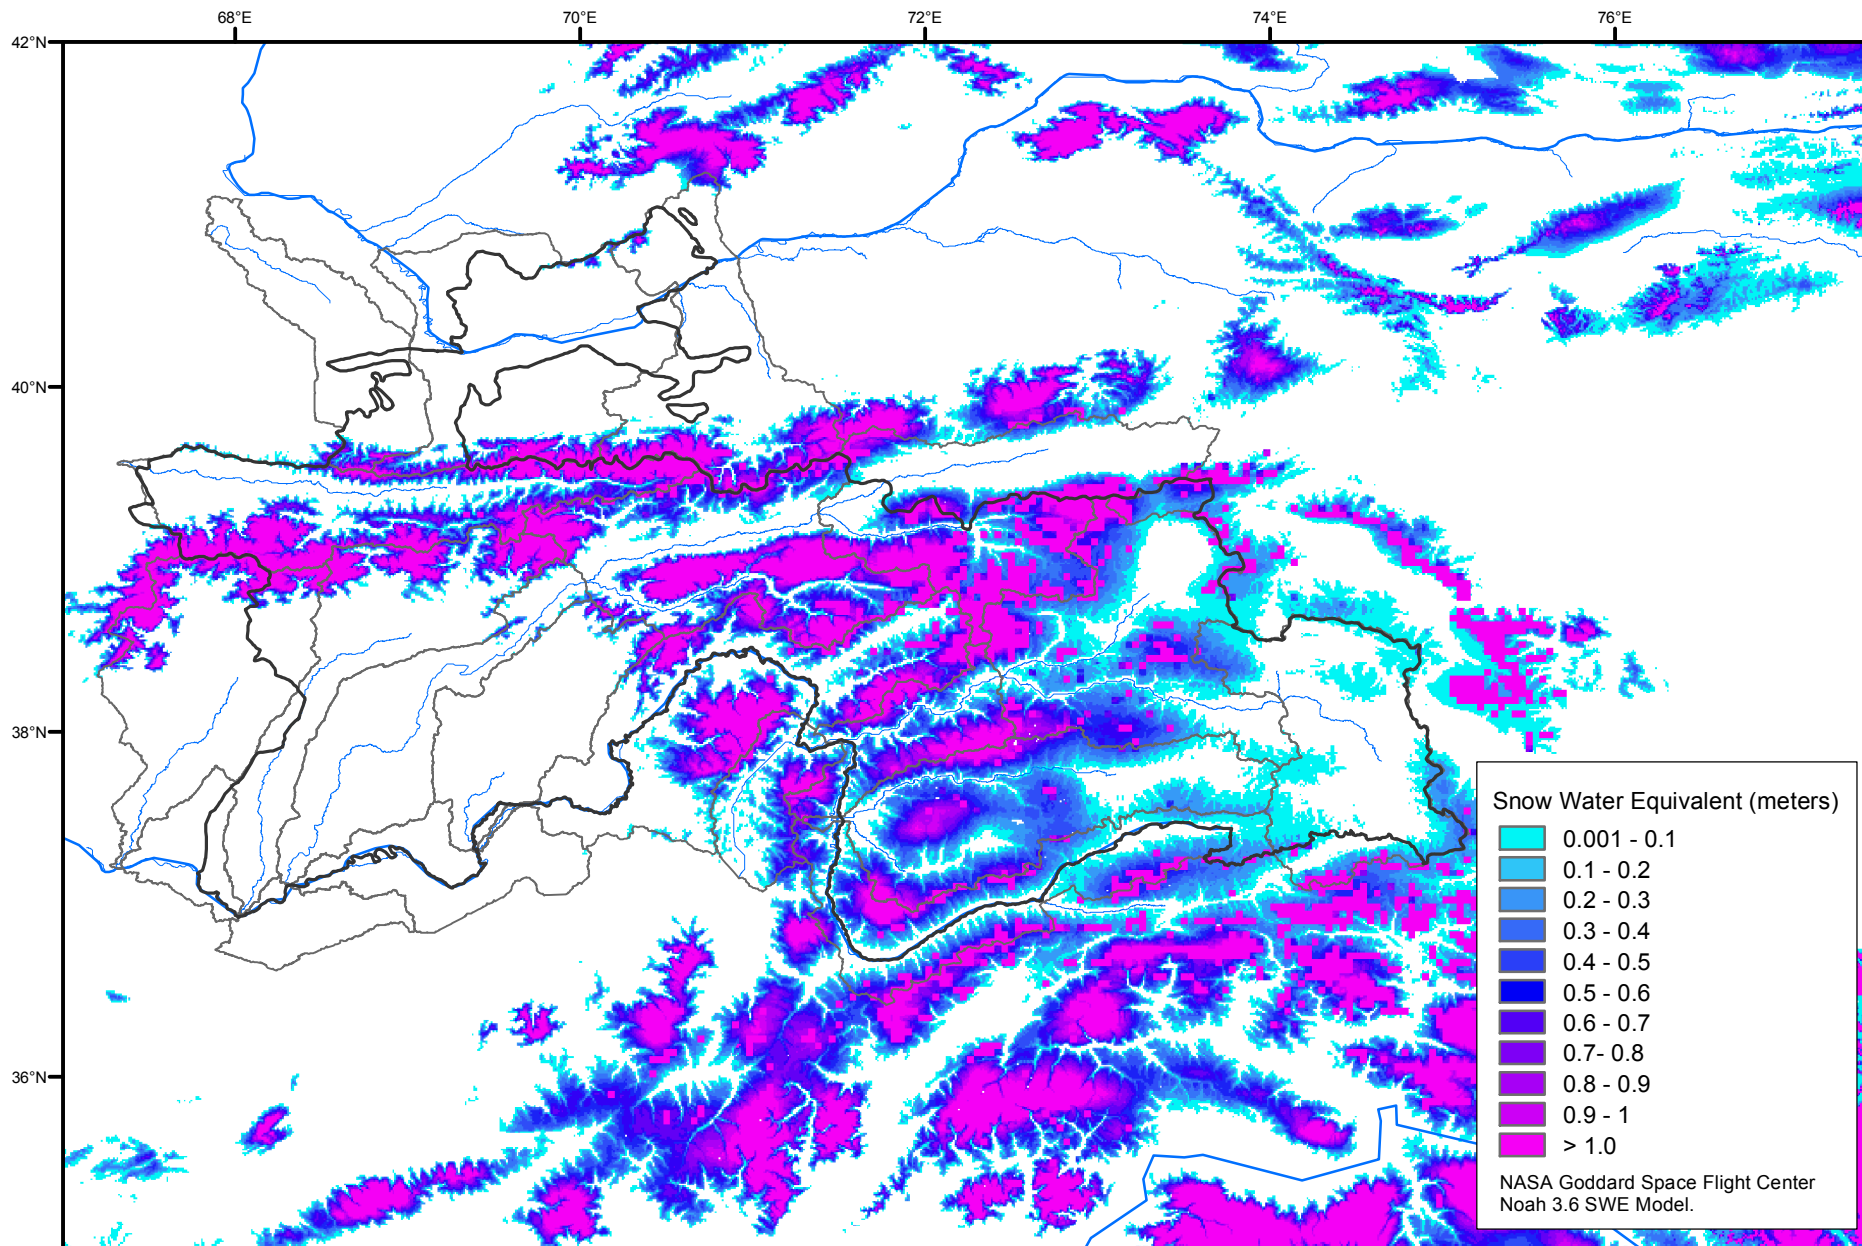 68°E 70°E 72°E 74°E 76°E
42°N
40°N
38°N
36°N
Snow Water Equivalent (meters)
0.001 - 0.1
0.1 - 0.2
0.2 - 0.3
0.3 - 0.4
0.4 - 0.5
0.5 - 0.6
0.6 - 0.7
0.7- 0.8
0.8 - 0.9
0.9 - 1
> 1.0
NASA Goddard Space Flight Center
Noah 3.6 SWE Model.